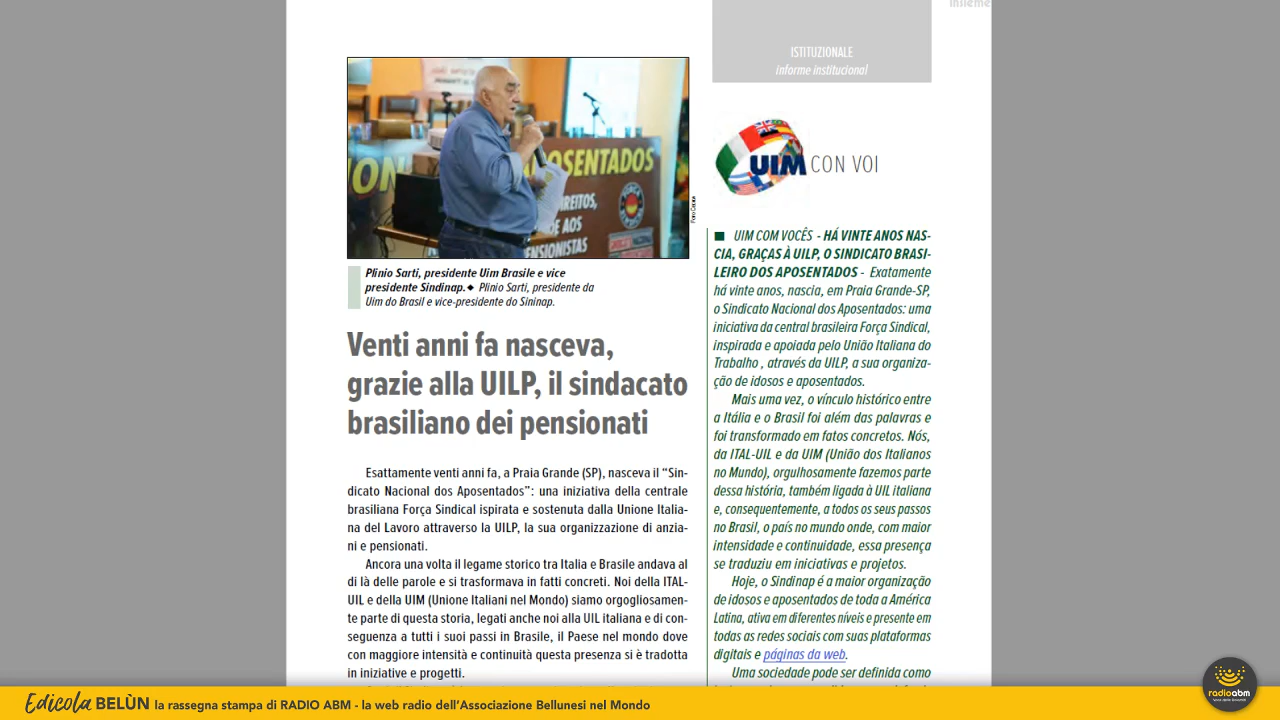 insieme
ISTITUZIONALE
informe institucional
OSENTADOS
IREITOS,
DE AOS
ENSIONISTAS
FORÇA
Plinio Sarti, presidente Uim Brasile e vice
presidente Sindinap.◆ Plinio Sarti, presidente da
Uim do Brasil e vice-presidente do Sininap.
Venti anni fa nasceva,
grazie alla UILP, il sindacato
brasiliano dei pensionati
Esattamente venti anni fa, a Praia Grande (SP), nasceva il “Sin-
dicato Nacional dos Aposentados”: una iniziativa della centrale
brasiliana Força Sindical ispirata e sostenuta dalla Unione Italia-
na del Lavoro attraverso la UILP, la sua organizzazione di anzia-
ni e pensionati.
Ancora una volta il legame storico tra Italia e Brasile andava al
di là delle parole e si trasformava in fatti concreti. Noi della ITAL-
UIL e della UIM (Unione Italiani nel Mondo) siamo orgogliosamen-
te parte di questa storia, legati anche noi alla UIL italiana e di con-
seguenza a tutti i suoi passi in Brasile, il Paese nel mondo dove
con maggiore intensità e continuità questa presenza si è tradotta
in iniziative e progetti.
UIM CON VOI
■ UIM COM VOCÊS - HÁ VINTE ANOS NAS-
CIA, GRAÇAS À UILP, O SINDICATO BRASI-
LEIRO DOS APOSENTADOS - Exatamente
há vinte anos, nascia, em Praia Grande-SP,
o Sindicato Nacional dos Aposentados: uma
iniciativa da central brasileira Força Sindical,
inspirada e apoiada pelo União Italiana do
Trabalho , através da UILP, a sua organiza-
ção de idosos e aposentados.
Mais uma vez, o vínculo histórico entre
a Itália e o Brasil foi além das palavras e
foi transformado em fatos concretos. Nós,
da ITAL-UIL e da UIM (União dos Italianos
no Mundo), orgulhosamente fazemos parte
dessa história, também ligada à UIL italiana
e, consequentemente, a todos os seus passos
no Brasil, o país no mundo onde, com maior
intensidade e continuidade, essa presença
se traduziu em iniciativas e projetos.
Hoje, o Sindinap é a maior organização
de idosos e aposentados de toda a América
Latina, ativa em diferentes níveis e presente em
todas as redes sociais com suas plataformas
digitais e páginas da web.
Uma sociedade pode ser definida como
Edicola BELÙN la rassegna stampa di RADIO ABM - la web radio dell'Associazione Bellunesi nel Mondo
radioabm